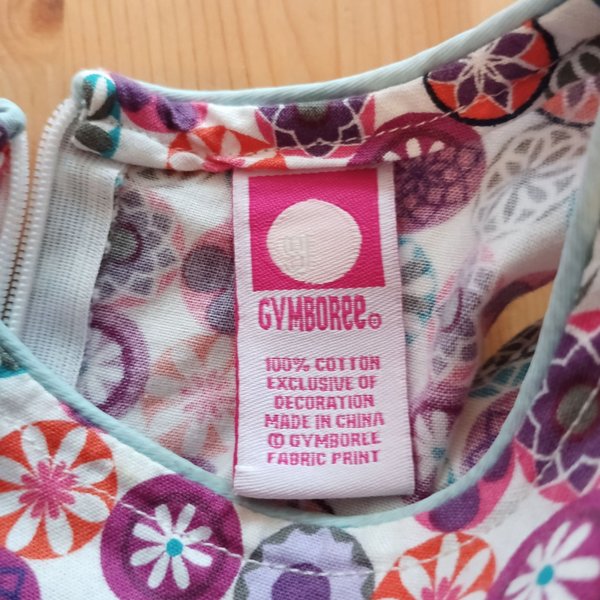 GYMBOREE®
100% COTTON
EXCLUSIVE OF
DECORATION
MADE IN CHINA
© GYMBOREE
FABRIC PRINT